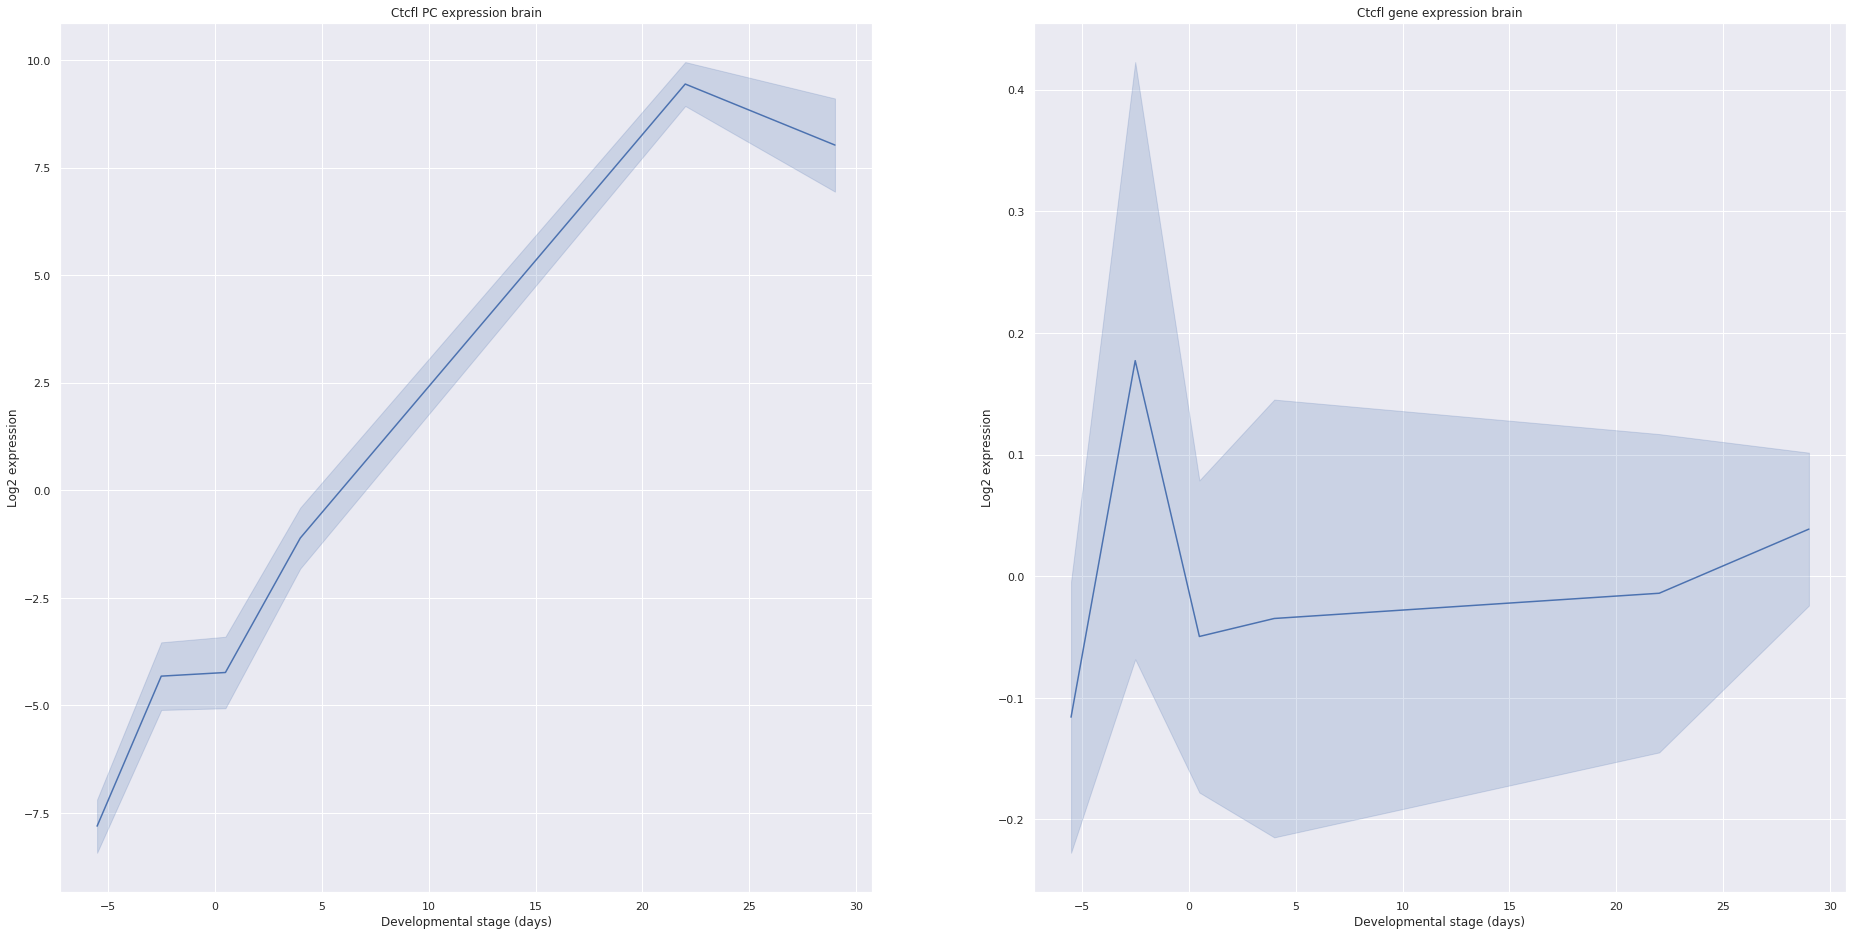 Ctcfl PC expression brain
10.0
7.5
5.0
2.5
0.0
−2.5
−5.0
−7.5
Log2 expression
−5 0 5 10 15 20 25 30
Developmental stage (days)
Ctcfl gene expression brain
0.4
0.3
0.2
0.1
0.0
−0.1
−0.2
Log2 expression
−5 0 5 10 15 20 25 30
Developmental stage (days)